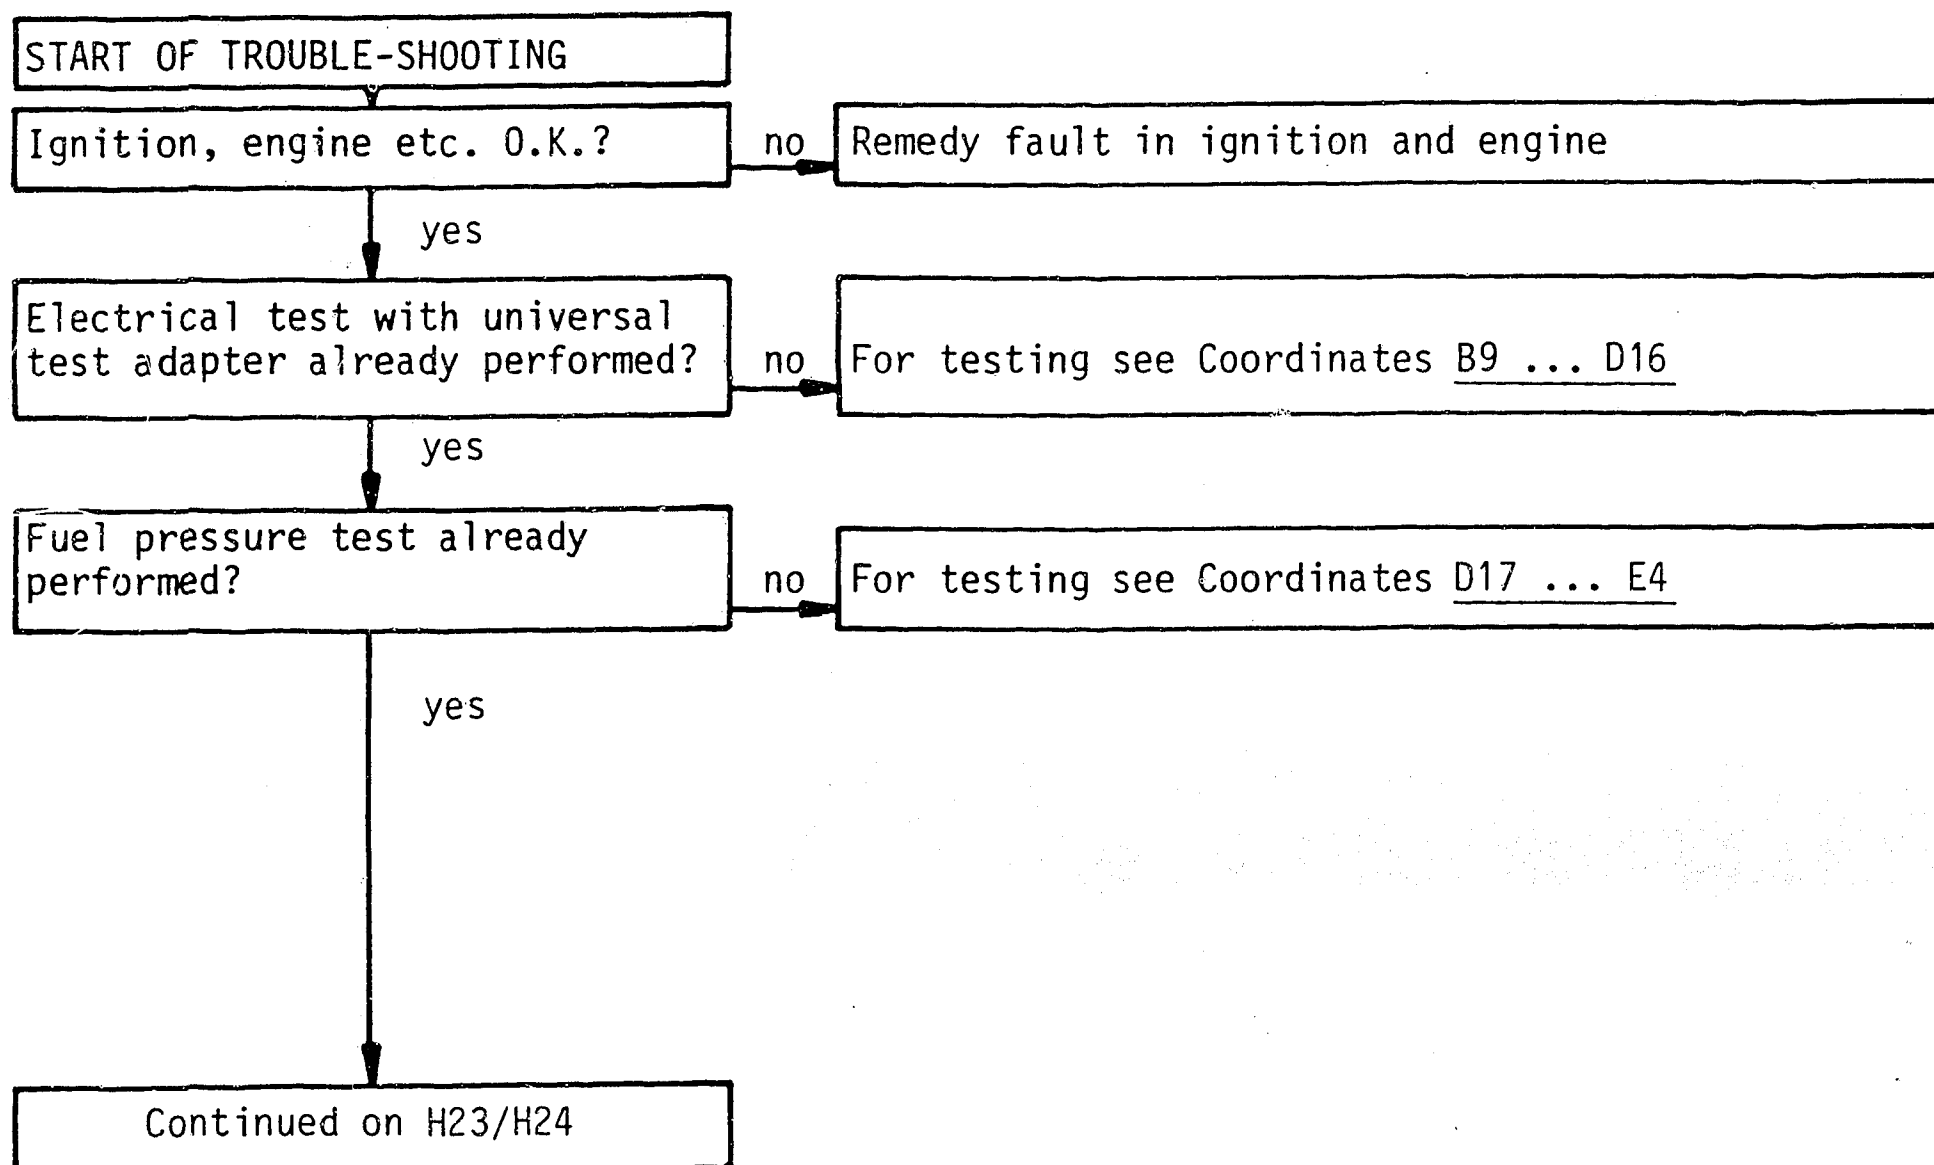 START OF TROUBLE-SHOOTING
Ignition, engine etc. O.K.?
no
Remedy fault in ignition and engine
yes
Electrical test with universal
test adapter already performed?
no
For testing see Coordinates B9 ... D16
yes
Fuel pressure test already
performed?
no
For testing see Coordinates D17 ... E4
yes
Continued on H23/H24